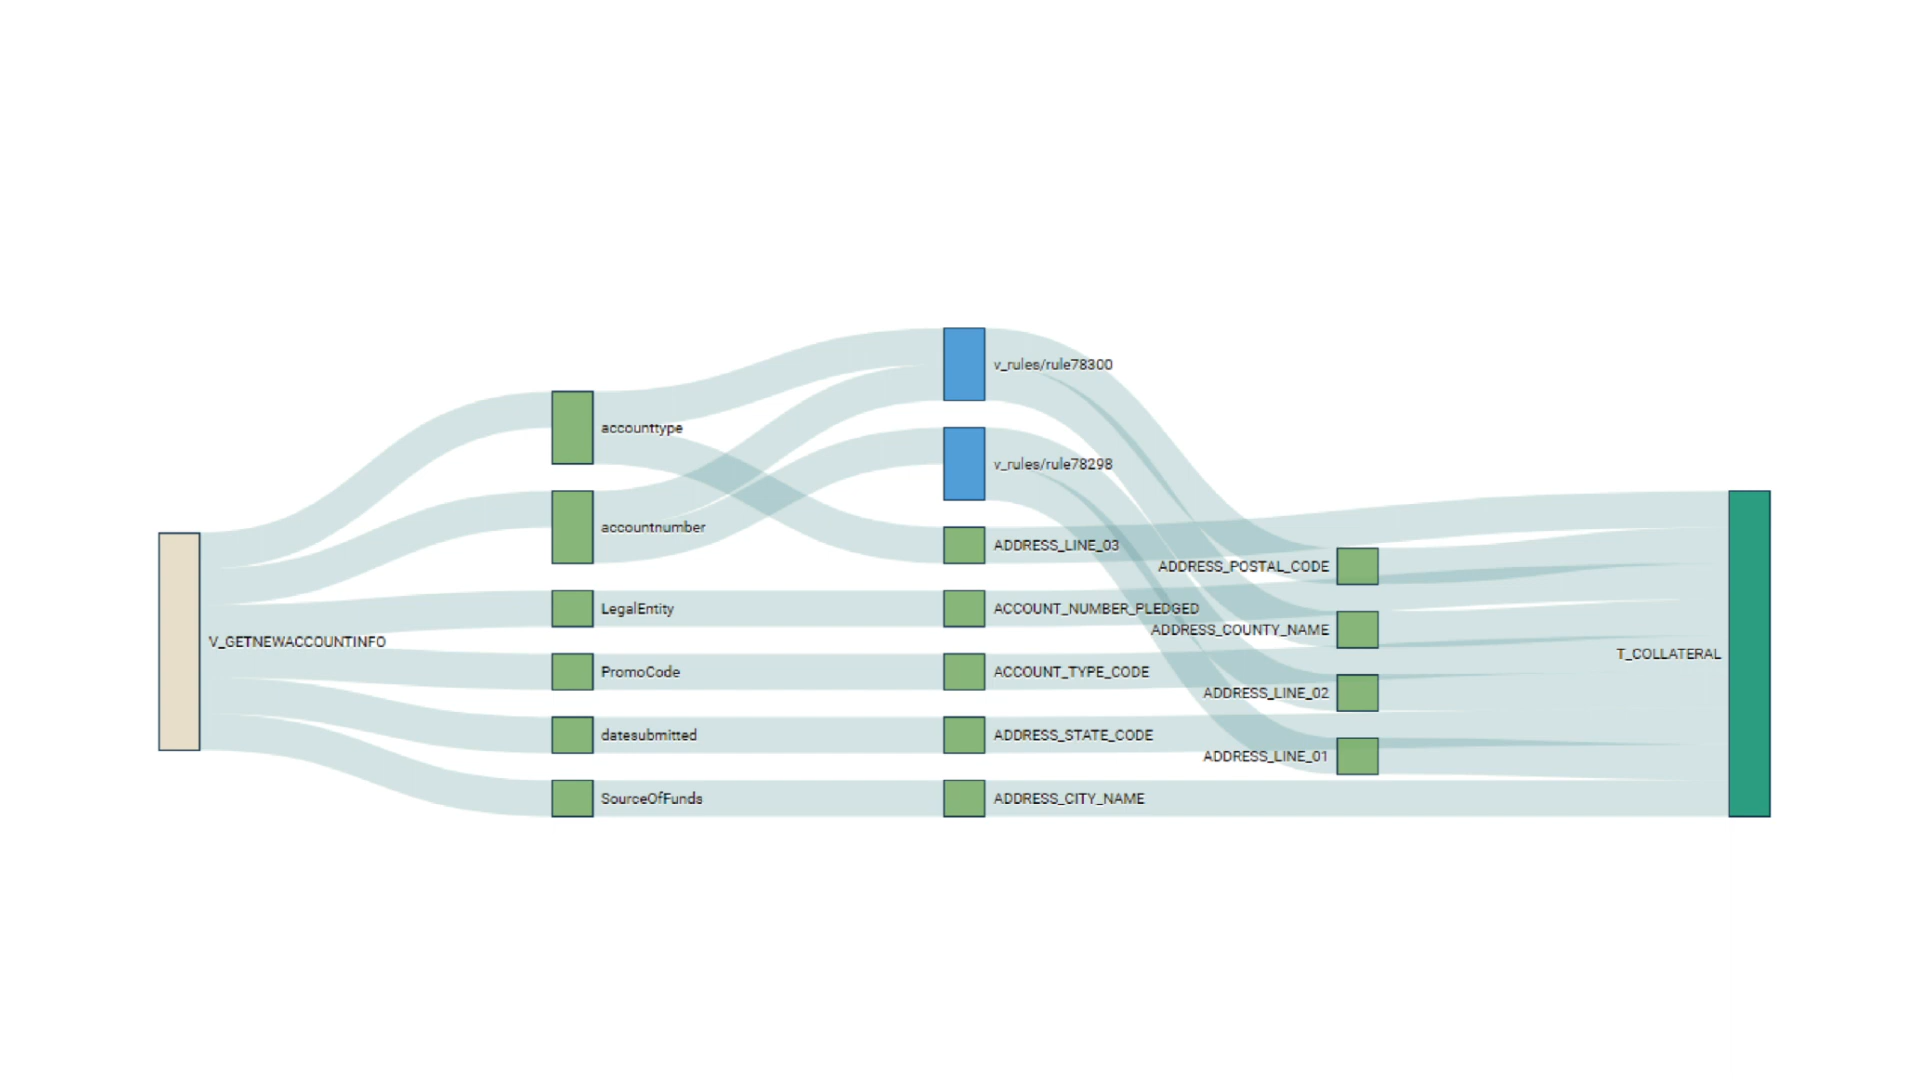 V_GETNEWACCOUNTINFO
accounttype
accountnumber
LegalEntity
PromoCode
datesubmitted
SourceOfFunds
v_rules/rule78300
v_rules/rule78298
ADDRESS_LINE_03
ACCOUNT_NUMBER_PLEDGED
ACCOUNT_TYPE_CODE
ADDRESS_STATE_CODE
ADDRESS_CITY_NAME
ADDRESS_POSTAL_CODE
ADDRESS_COUNTY_NAME
ADDRESS_LINE_02
ADDRESS_LINE_01
T_COLLATERAL